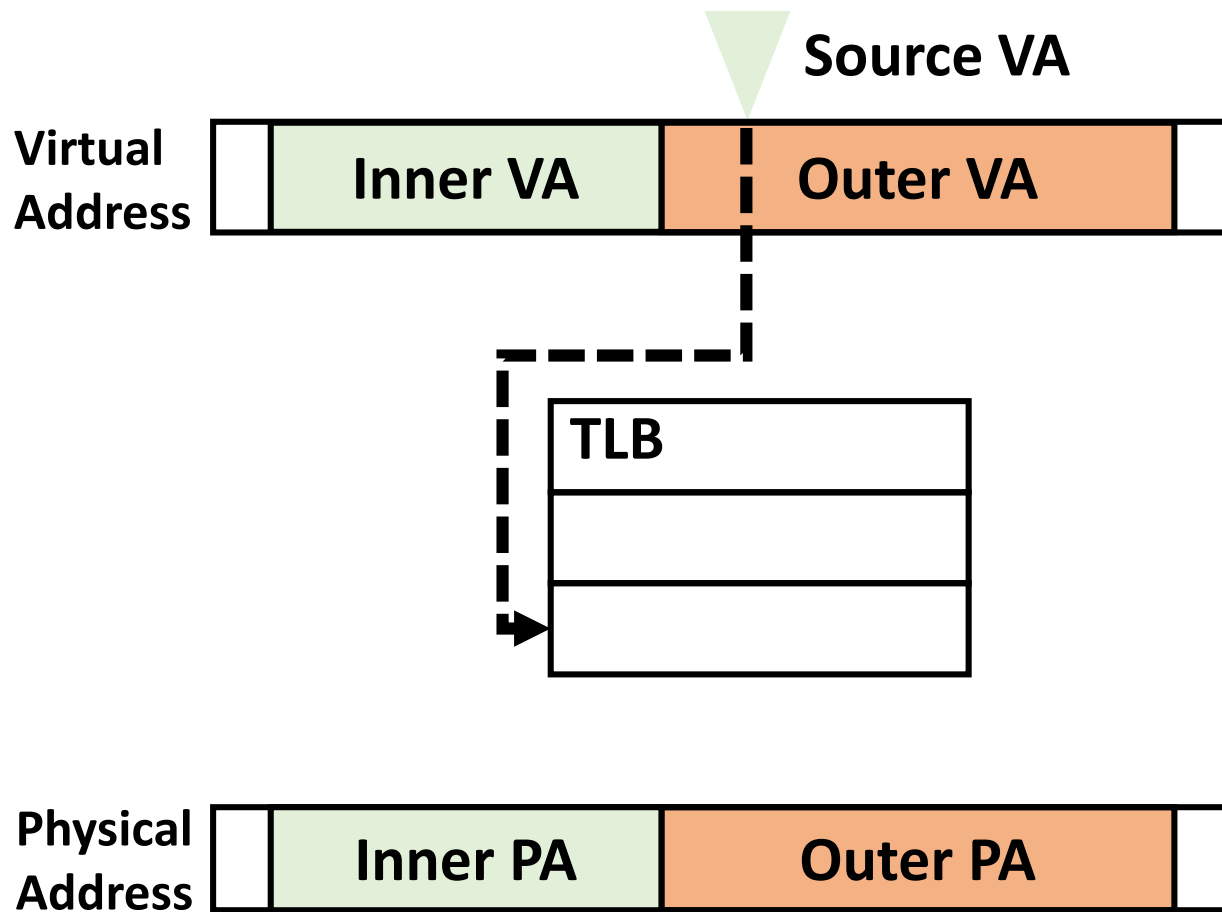 Source VA
Virtual
Address
Inner VA
Outer VA
TLB
Physical
Address
Inner PA
Outer PA